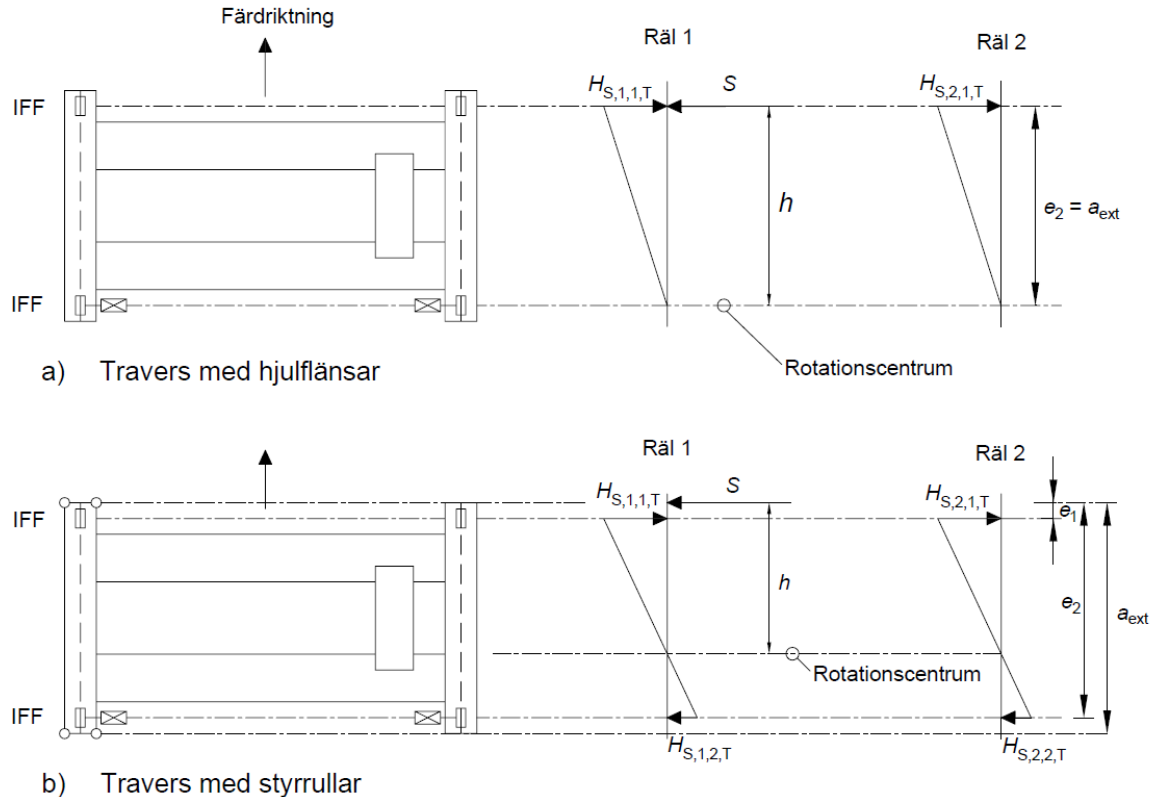 Färdriktning
Räl 1
Räl 2
IFF
H_S,1,1,T
S
H_S,2,1,T
h
e_2 = a_ext
IFF
Rotationscentrum
a) Travers med hjulflänsar
Räl 1
Räl 2
IFF
H_S,1,1,T
S
H_S,2,1,T
e_1
h
e_2
a_ext
Rotationscentrum
IFF
H_S,1,2,T
H_S,2,2,T
b) Travers med styrrullar